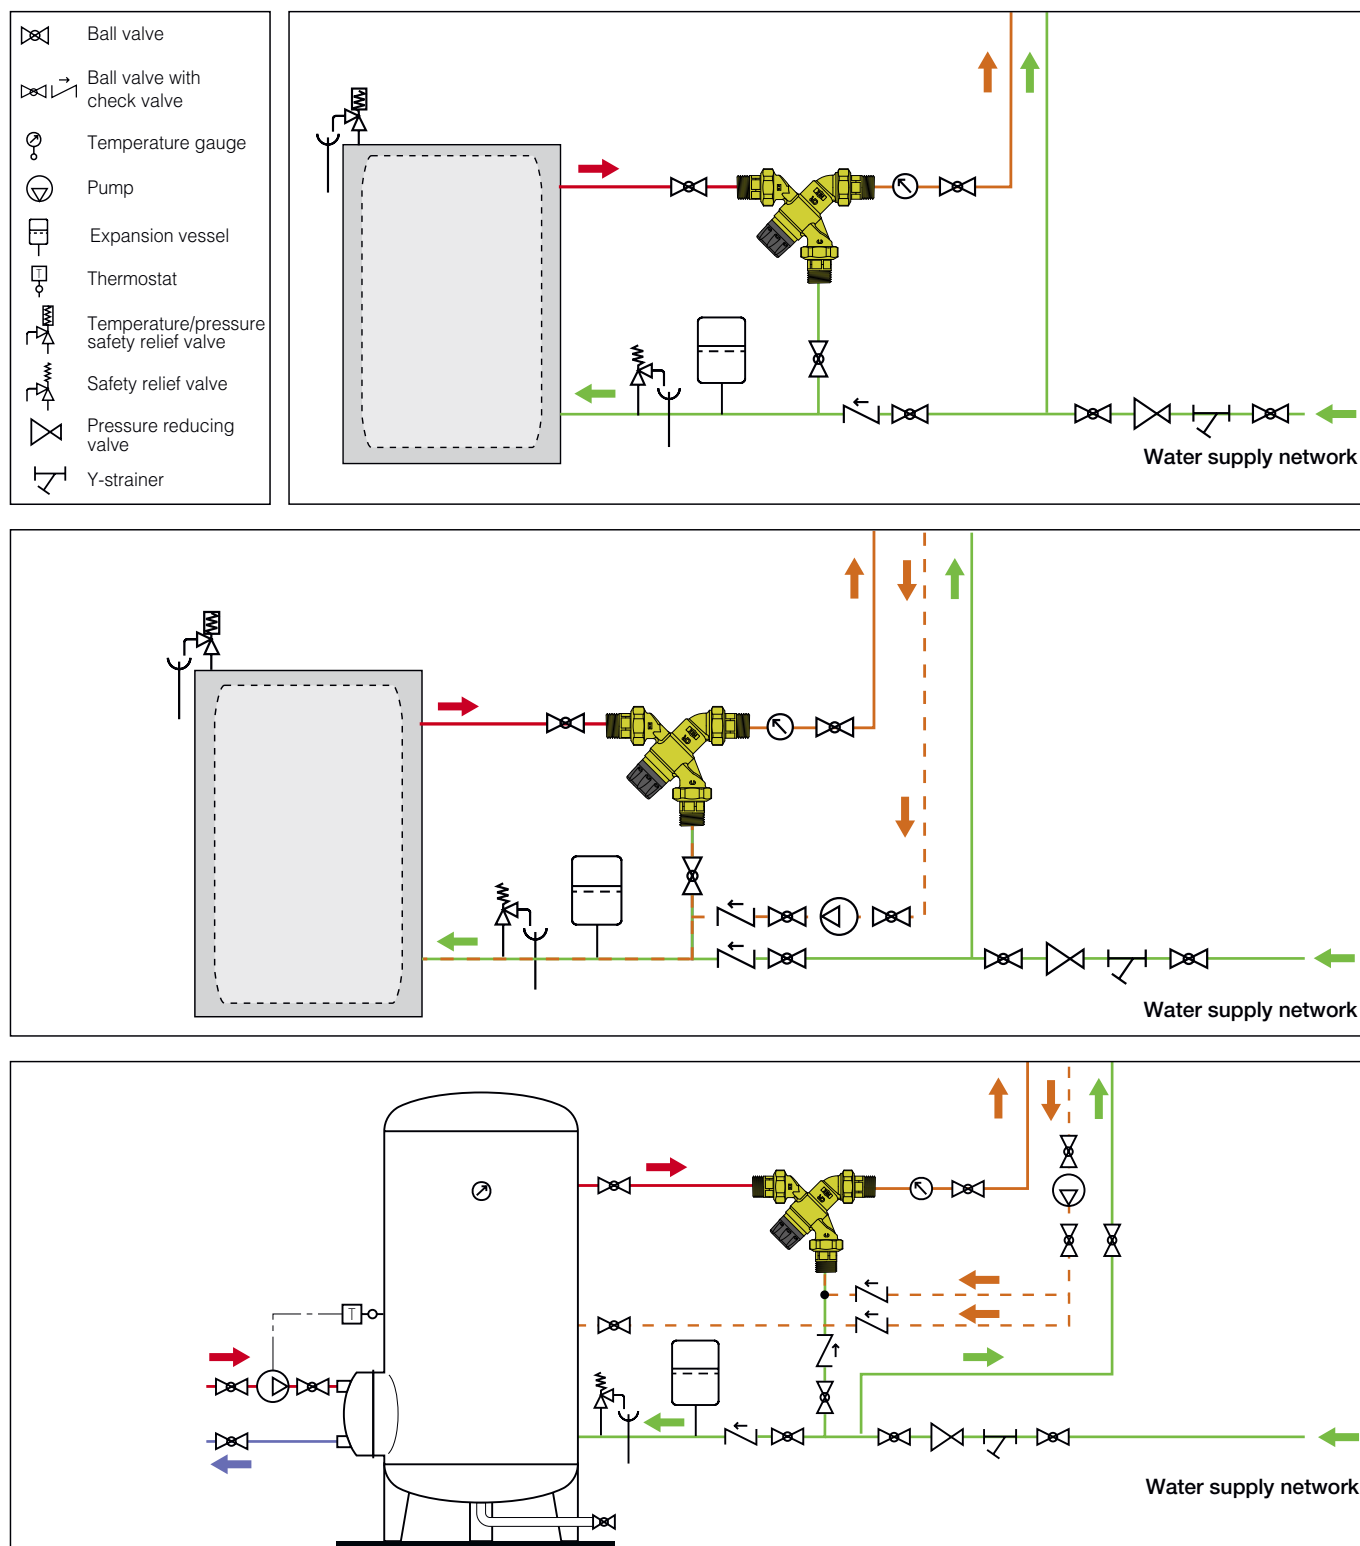 Ball valve
Ball valve with
check valve
Temperature gauge
Pump
Expansion vessel
T
Thermostat
Temperature/pressure
safety relief valve
Safety relief valve
Pressure reducing
valve
Y-strainer
Water supply network
Water supply network
T
Water supply network